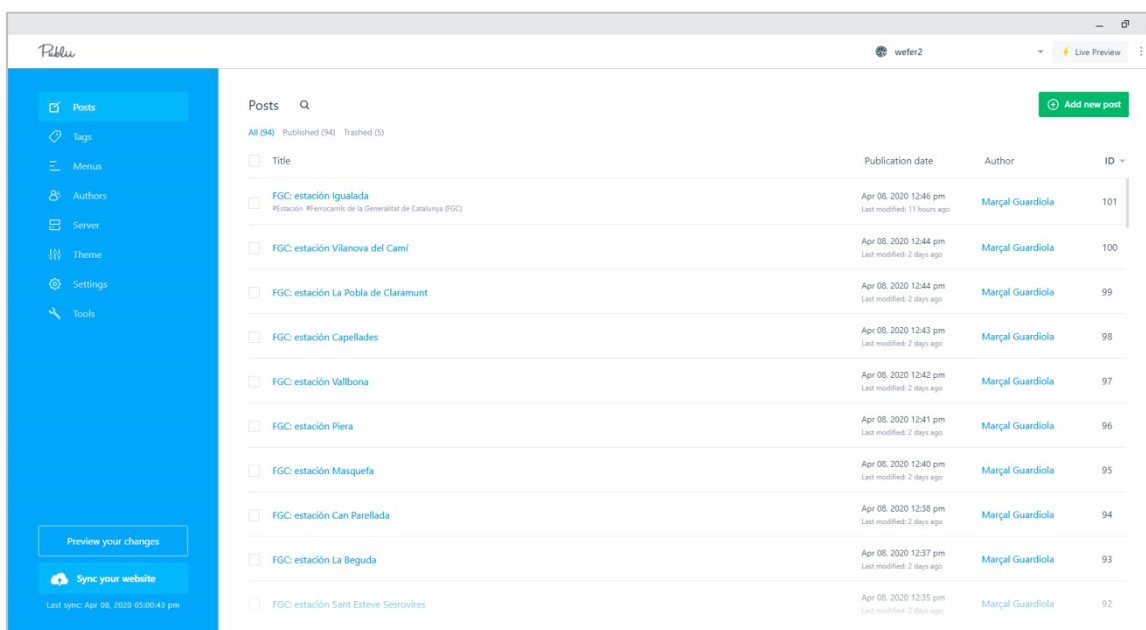 Publii
wefer2
Live Preview
Posts
Tags
Menus
Authors
Server
Theme
Settings
Tools
Preview your changes
Sync your website
Last sync: Apr 08, 2020 05:00:43 pm
Posts
Add new post
All (94) Published (94) Trashed (5)
Title Publication date Author ID
FGC: estación Igualada Apr 08, 2020 12:46 pm Marçal Guardiola 101
#Estación #Ferrocarrils de la Generalitat de Catalunya (FGC) Last modified: 11 hours ago
FGC: estación Vilanova del Camí Apr 08, 2020 12:44 pm Marçal Guardiola 100
Last modified: 2 days ago
FGC: estación La Pobla de Claramunt Apr 08, 2020 12:44 pm Marçal Guardiola 99
Last modified: 2 days ago
FGC: estación Capellades Apr 08, 2020 12:43 pm Marçal Guardiola 98
Last modified: 2 days ago
FGC: estación Vallbona Apr 08, 2020 12:42 pm Marçal Guardiola 97
Last modified: 2 days ago
FGC: estación Piera Apr 08, 2020 12:41 pm Marçal Guardiola 96
Last modified: 2 days ago
FGC: estación Masquefa Apr 08, 2020 12:40 pm Marçal Guardiola 95
Last modified: 2 days ago
FGC: estación Can Parellada Apr 08, 2020 12:38 pm Marçal Guardiola 94
Last modified: 2 days ago
FGC: estación La Beguda Apr 08, 2020 12:37 pm Marçal Guardiola 93
Last modified: 2 days ago
FGC: estación Sant Esteve Sesrovires Apr 08, 2020 12:35 pm Marçal Guardiola 92
Last modified: 2 days ago